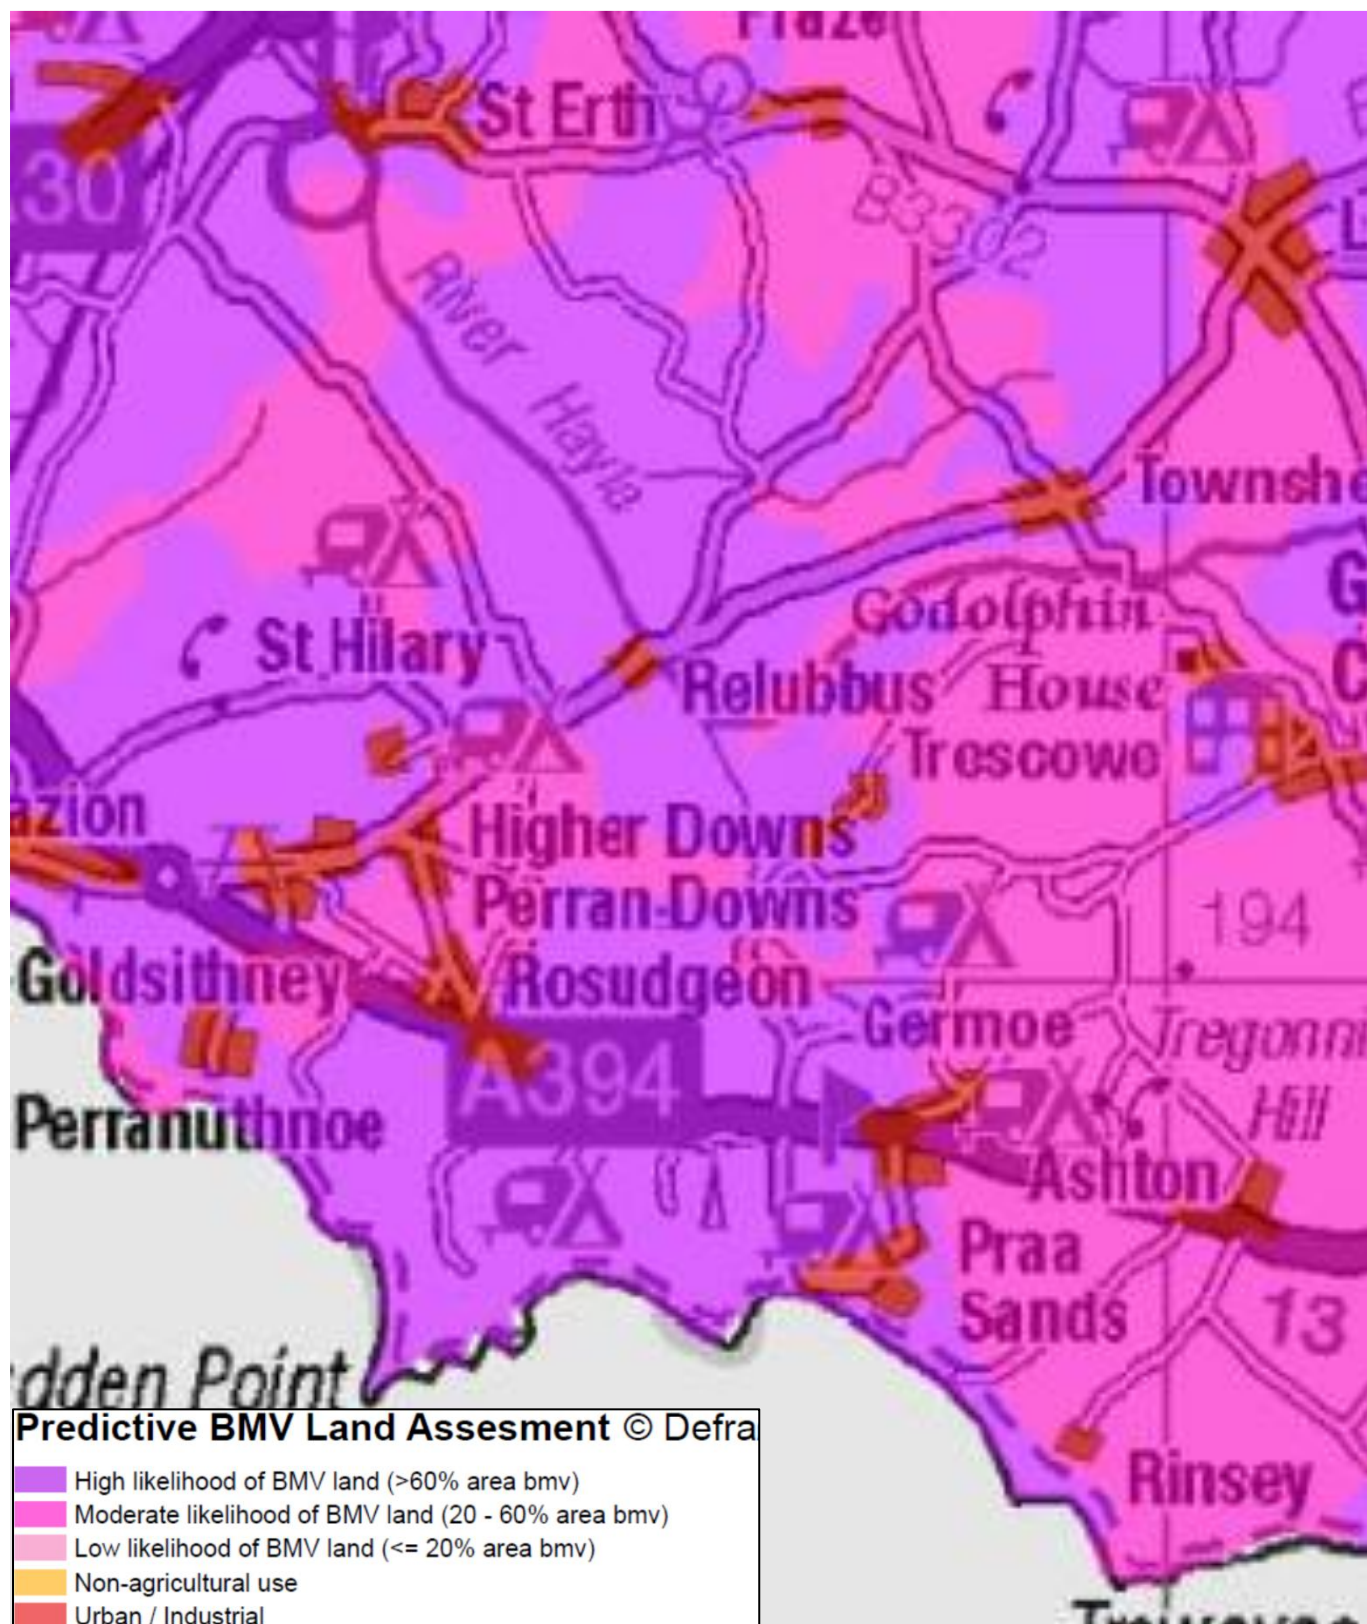 Praze
St Erth
30
B3302
L
River Hayle
Townshe
G
Godolphin
House
St Hilary
Relubbus
C
Trescowe
azion
Higher Downs
Perran-Downs
194
Goldsithney
Rosudgeon
Germoe
Tregonni
Hill
A394
Perranuthnoe
Ashton
Praa
Sands
13
dden Point
Rinsey
Predictive BMV Land Assesment © Defra
High likelihood of BMV land (>60% area bmv)
Moderate likelihood of BMV land (20 - 60% area bmv)
Low likelihood of BMV land (<= 20% area bmv)
Non-agricultural use
Urban / Industrial